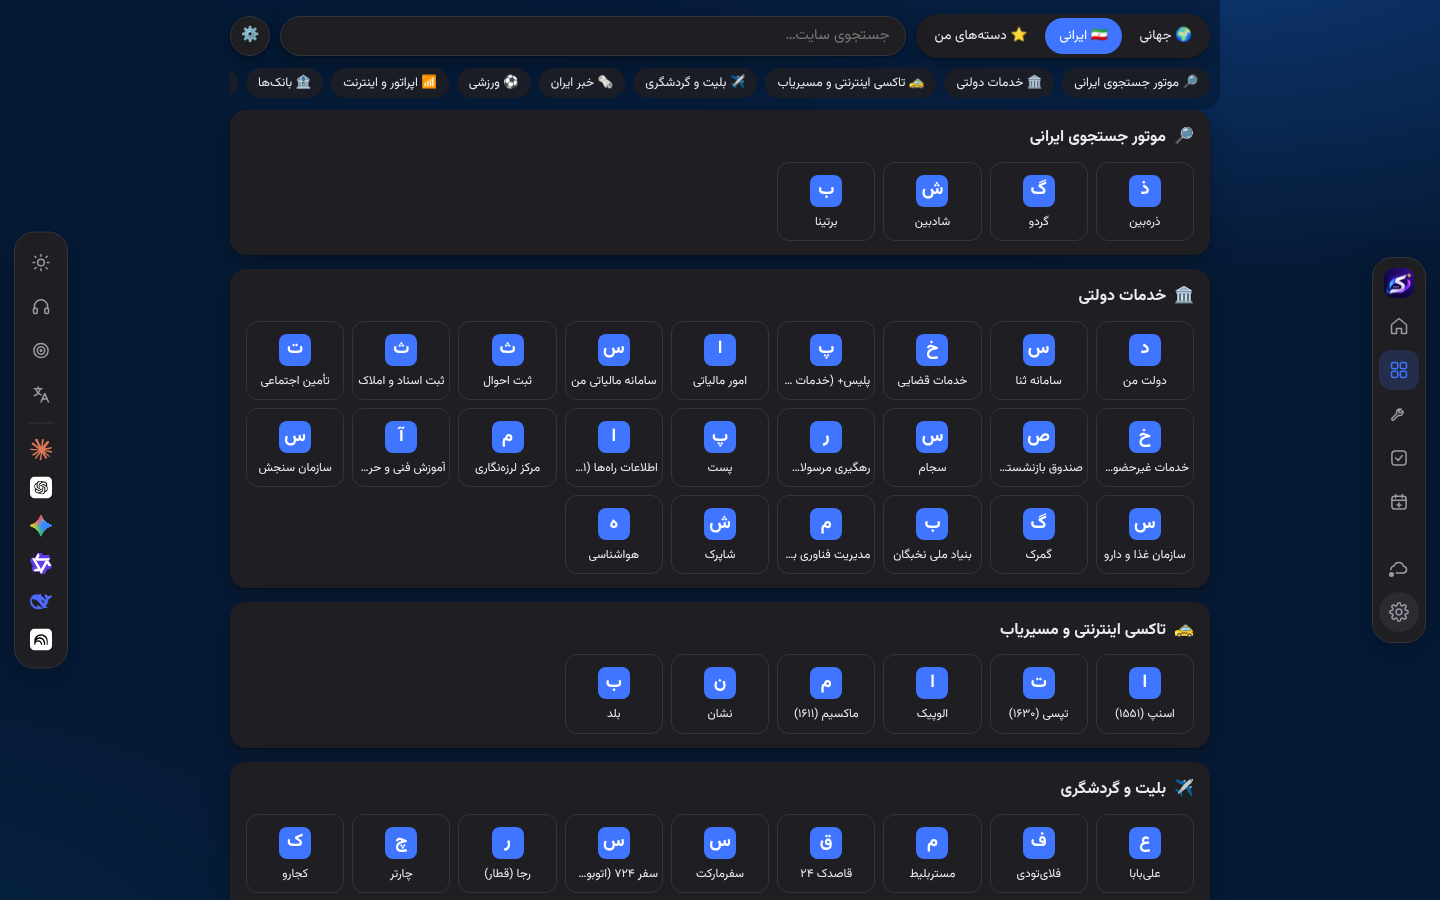 جهانی
ایرانی
دسته‌های من
جستجوی سایت...
موتور جستجوی ایرانی
خدمات دولتی
تاکسی اینترنتی و مسیریاب
بلیت و گردشگری
خبر ایران
ورزشی
اپراتور و اینترنت
بانک‌ها
موتور جستجوی ایرانی
ذ گ ش ب
ذره‌بین گردو شادبین برتینا
خدمات دولتی
د س خ پ ا س ث ث ت
دولت من سامانه ثنا خدمات قضایی پلیس+ (خدمات ... امور مالیاتی سامانه مالیاتی من ثبت احوال ثبت اسناد و املاک تأمین اجتماعی
خ ص س ر پ ا م آ س
خدمات غیرحضو... صندوق بازنشست... سجام رهگیری مرسولا... پست اطلاعات راه‌ها (۱... مرکز لرزه‌نگاری آموزش فنی و حر... سازمان سنجش
س گ ب م ش ه
سازمان غذا و دارو گمرک بنیاد ملی نخبگان مدیریت فناوری ب... شاپرک هواشناسی
تاکسی اینترنتی و مسیریاب
ا ت ا م ن ب
اسنپ (۱۵۵۱) تپسی (۱۶۳۰) الوپیک ماکسیم (۱۶۱۱) نشان بلد
بلیت و گردشگری
ع ف م ق س س ر چ ک
علی‌بابا فلای‌تودی مستربلیط قاصدک ۲۴ سفرمارکت سفر ۷۲۴ (اتوبو... رجا (قطار) چارتر کجارو